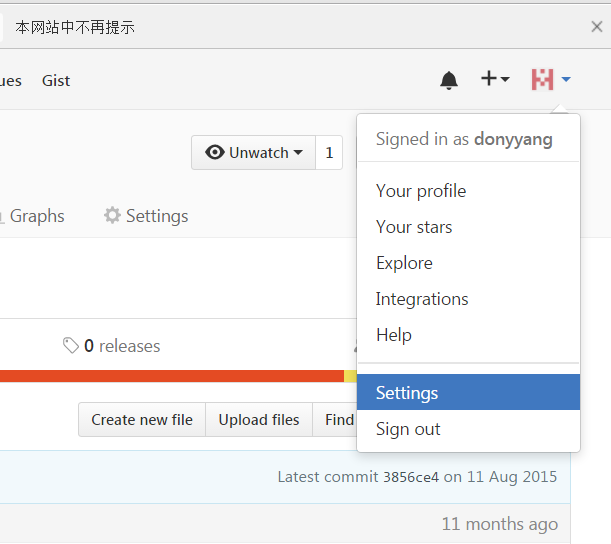 本网站中不再提示
ues Gist
Signed in as donyyang
Unwatch 1
Your profile
Graphs Settings
Your stars
Explore
Integrations
Help
0 releases
Settings
Create new file Upload files Find
Sign out
Latest commit 3856ce4 on 11 Aug 2015
11 months ago